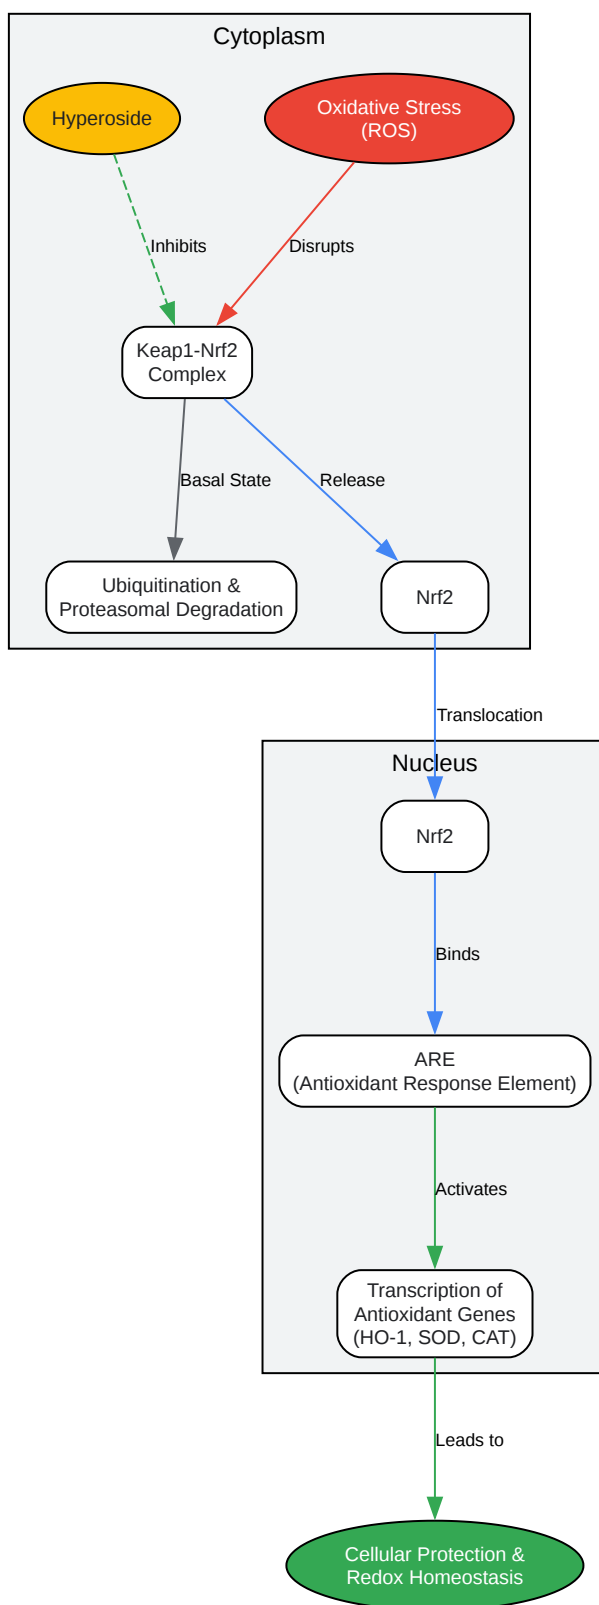 Cytoplasm
Hyperoside
Oxidative Stress
(ROS)
Inhibits
Disrupts
Keap1-Nrf2
Complex
Basal State
Release
Ubiquitination &
Proteasomal Degradation
Nrf2
Translocation
Nucleus
Nrf2
Binds
ARE
(Antioxidant Response Element)
Activates
Transcription of
Antioxidant Genes
(HO-1, SOD, CAT)
Leads to
Cellular Protection &
Redox Homeostasis